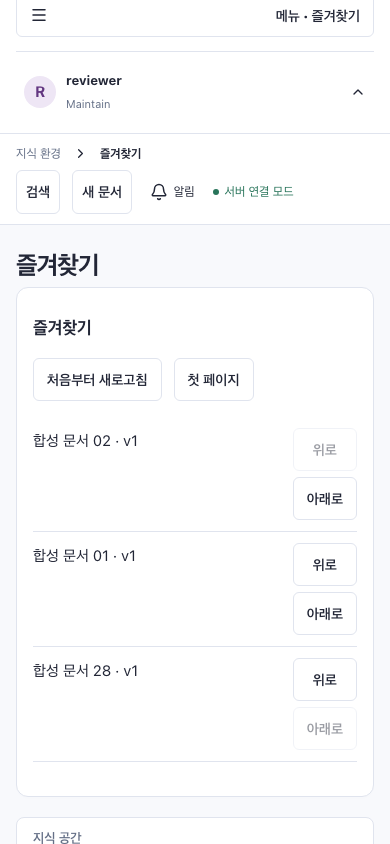 메뉴 • 즐겨찾기
R
reviewer
Maintain
지식 환경 > 즐겨찾기
검색
새 문서
알림
서버 연결 모드
즐겨찾기
즐겨찾기
처음부터 새로고침
첫 페이지
합성 문서 02 · v1
위로
아래로
합성 문서 01 · v1
위로
아래로
합성 문서 28 · v1
위로
아래로
지식 공간